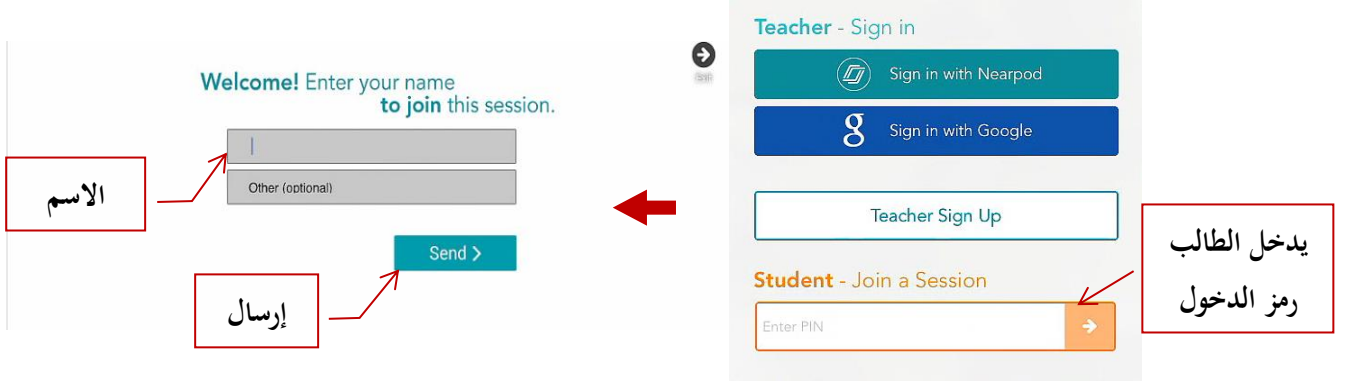 Teacher - Sign in
Sign in with Nearpod
g Sign in with Google
Teacher Sign Up
Student - Join a Session
Enter PIN
يدخل الطالب
رمز الدخول
Exit
Welcome! Enter your name
to join this session.
Other (optional)
Send >
الاسم
إرسال